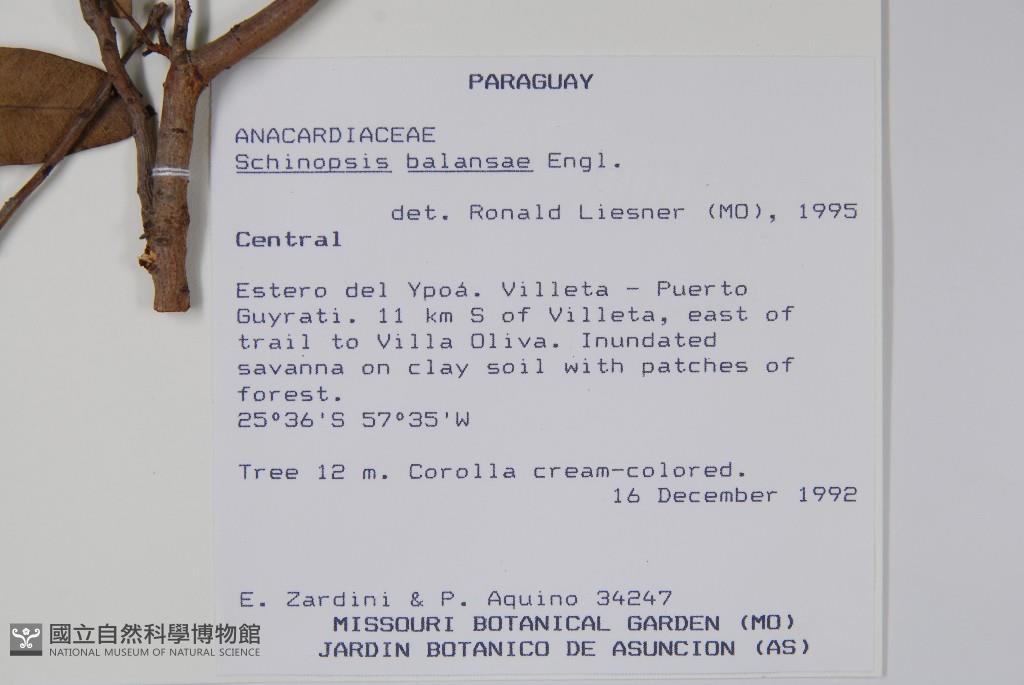 PARAGUAY
ANACARDIACEAE
Schinopsis balansae Engl.
det. Ronald Liesner (MO), 1995
Central
Estero del Ypoá. Villeta - Puerto
Guyrati. 11 km S of Villeta, east of
trail to Villa Oliva. Inundated
savanna on clay soil with patches of
forest.
25°36'S 57°35'W
Tree 12 m. Corolla cream-colored.
16 December 1992
E. Zardini & P. Aquino 34247
MISSOURI BOTANICAL GARDEN (MO)
JARDIN BOTANICO DE ASUNCION (AS)
國立自然科學博物館
NATIONAL MUSEUM OF NATURAL SCIENCE